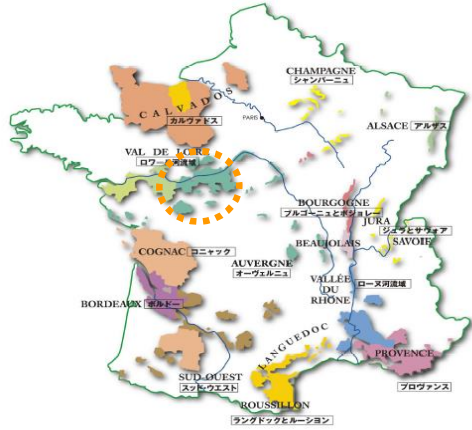 CHAMPAGNE
シャンパーニュ
CALVADOS
カルヴァドス
PARIS
ALSACE アルザス
VAL DE LOIRE
ロワール河流域
BOURGOGNE
ブルゴーニュとボジョレー
JURA
ジュラとサヴォア
SAVOIE
BEAUJOLAIS
COGNAC コニャック
AUVERGNE
オーヴェルニュ
VALLÉE
DU
RHÔNE
ローヌ河流域
BORDEAUX ボルドー
LANGUEDOC
PROVENCE
プロヴァンス
SUD OUEST
スッド・ウエスト
ROUSSILLON
ラングドックとルーション